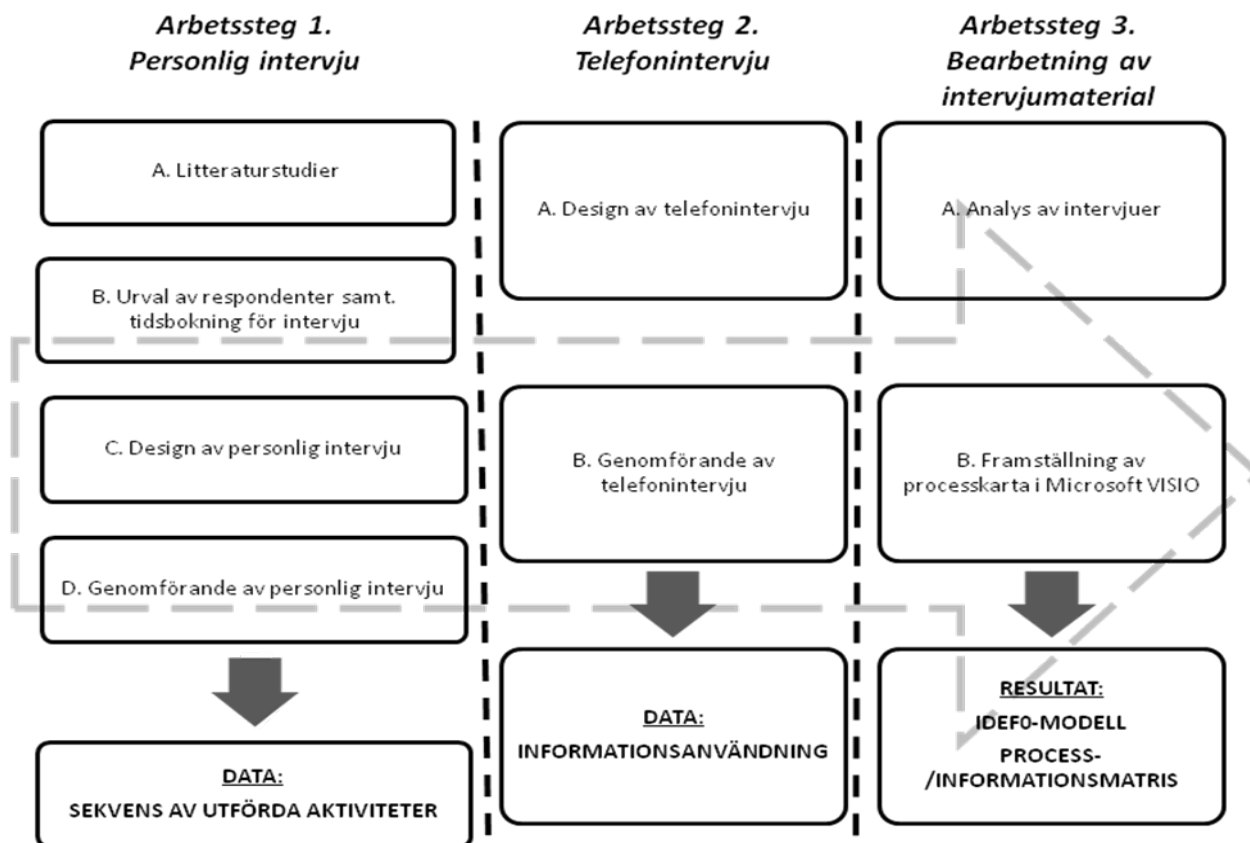 Arbetssteg 1.
Personlig intervju
A. Litteraturstudier
B. Urval av respondenter samt.
tidsbokning för intervju
C. Design av personlig intervju
D. Genomförande av personlig intervju
DATA:
SEKVENS AV UTFÖRDA AKTIVITETER
Arbetssteg 2.
Telefonintervju
A. Design av telefonintervju
B. Genomförande av
telefonintervju
DATA:
INFORMATIONSANVÄNDNING
Arbetssteg 3.
Bearbetning av
intervjumaterial
A. Analys av intervjuer
B. Framställning av
processkarta i Microsoft VISIO
RESULTAT:
IDEF0-MODELL
PROCESS-
/INFORMATIONSMATRIS